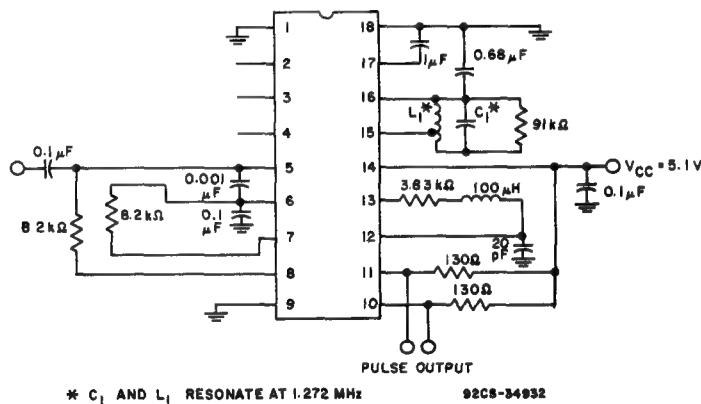 1
2
3
4
5
6
7
8
9
18
17
16
15
14
13
12
11
10
0.1 µF
8.2 kΩ
8.2 kΩ
0.001 µF
0.1 µF
1 µF
0.68 µF
L₁*
C₁*
91 kΩ
VCC = 5.1 V
0.1 µF
3.83 kΩ
100 µH
20 pF
130 Ω
130 Ω
PULSE OUTPUT
* C₁ AND L₁ RESONATE AT 1.272 MHz
92CS-34932